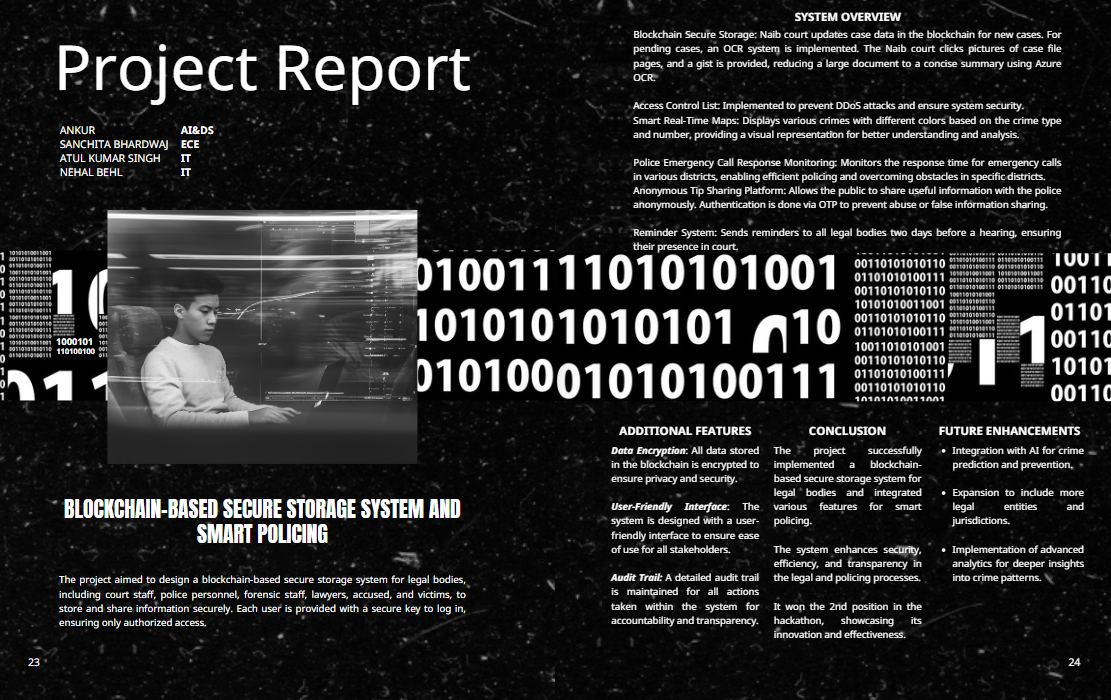 Project Report
ANKUR AI&DS
SANCHITA BHARDWAJ ECE
ATUL KUMAR SINGH IT
NEHAL BEHL IT
BLOCKCHAIN-BASED SECURE STORAGE SYSTEM AND
SMART POLICING
The project aimed to design a blockchain-based secure storage system for legal bodies,
including court staff, police personnel, forensic staff, lawyers, accused, and victims, to
store and share information securely. Each user is provided with a secure key to log in,
ensuring only authorized access.
23
SYSTEM OVERVIEW
Blockchain Secure Storage: Naib court updates case data in the blockchain for new cases. For
pending cases, an OCR system is implemented. The Naib court clicks pictures of case file
pages, and a gist is provided, reducing a large document to a concise summary using Azure
OCR.
Access Control List: Implemented to prevent DDoS attacks and ensure system security.
Smart Real-Time Maps: Displays various crimes with different colors based on the crime type
and number, providing a visual representation for better understanding and analysis.
Police Emergency Call Response Monitoring: Monitors the response time for emergency calls
in various districts, enabling efficient policing and overcoming obstacles in specific districts.
Anonymous Tip Sharing Platform: Allows the public to share useful information with the police
anonymously. Authentication is done via OTP to prevent abuse or false information sharing.
Reminder System: Sends reminders to all legal bodies two days before a hearing, ensuring
their presence in court.
1000101
110100100
01001111010101001
101010101010101 010
01010001010100111
ADDITIONAL FEATURES
Data Encryption: All data stored
in the blockchain is encrypted to
ensure privacy and security.
User-Friendly Interface: The
system is designed with a user-
friendly interface to ensure ease
of use for all stakeholders.
Audit Trail: A detailed audit trail
is maintained for all actions
taken within the system for
accountability and transparency.
CONCLUSION
The project successfully
implemented a blockchain-
based secure storage system for
legal bodies and integrated
various features for smart
policing.
The system enhances security,
efficiency, and transparency in
the legal and policing processes.
It won the 2nd position in the
hackathon, showcasing its
innovation and effectiveness.
FUTURE ENHANCEMENTS
• Integration with AI for crime
prediction and prevention.
• Expansion to include more
legal entities and
jurisdictions.
• Implementation of advanced
analytics for deeper insights
into crime patterns.
24